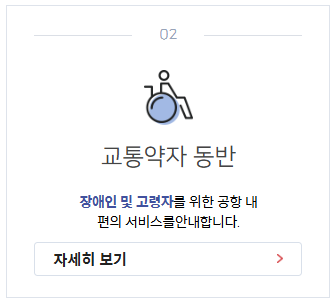 02
교통약자 동반
장애인 및 고령자를 위한 공항 내
편의 서비스를안내합니다.
자세히 보기